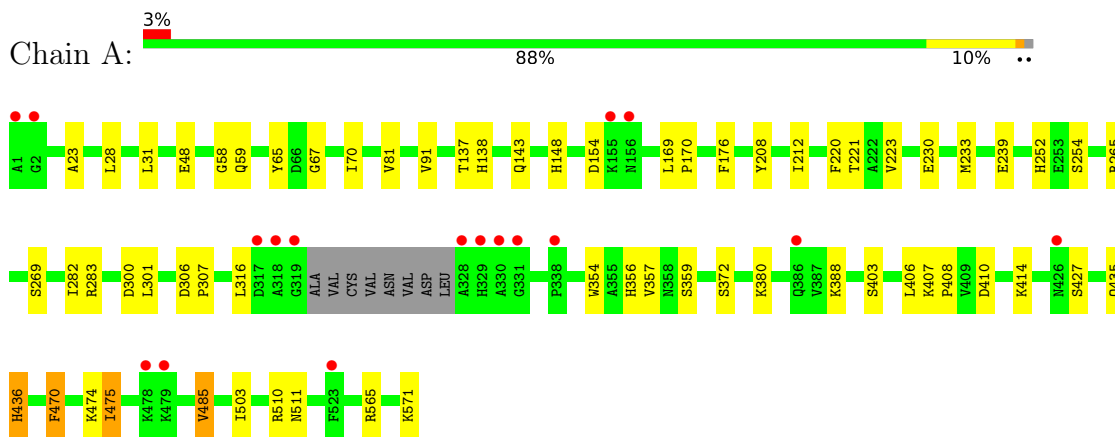 3%
Chain A:
88% 10% ••
A1 G2 A23 L28 L31 E48 G58 Q59 Y65 D66 G67 I70 V81 V91 T137 H138 Q143 H148 D154 K155 N156 L169 P170 F176 Y208 I212 F220 T221 A222 V223 E230 M233 E239 H252 E253 S254
S269 I282 R283 D300 L301 D306 P307 L316 D317 A318 G319 ALA VAL CYS VAL ASN VAL ASP LEU A328 H329 A330 G331 P338 W354 A355 H356 V357 N358 S359 S372 K380 Q386 V387 K388 S403 L406 K407 P408 V409 D410 K414 N426 S427
H436 F470 K474 I475 K478 K479 V485 I503 R510 N511 F523 R565 K571